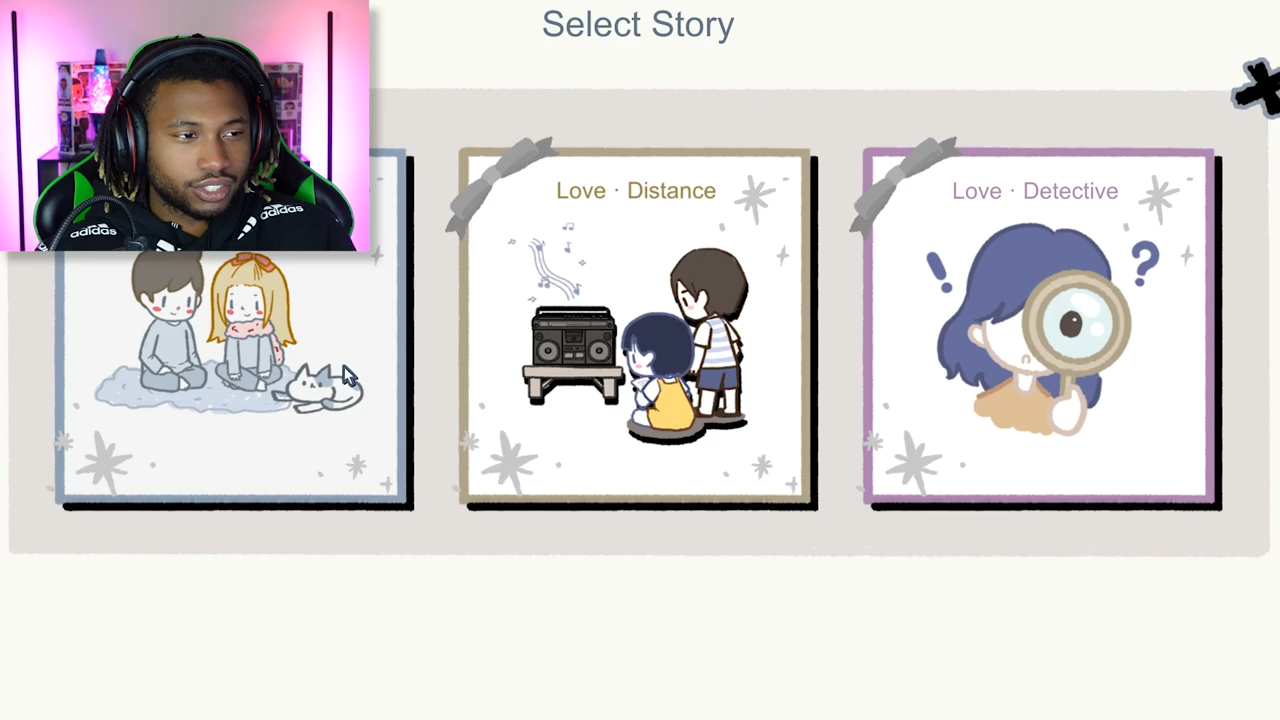 Select Story
adidas
adidas
Love · Distance
Love · Detective
!
?